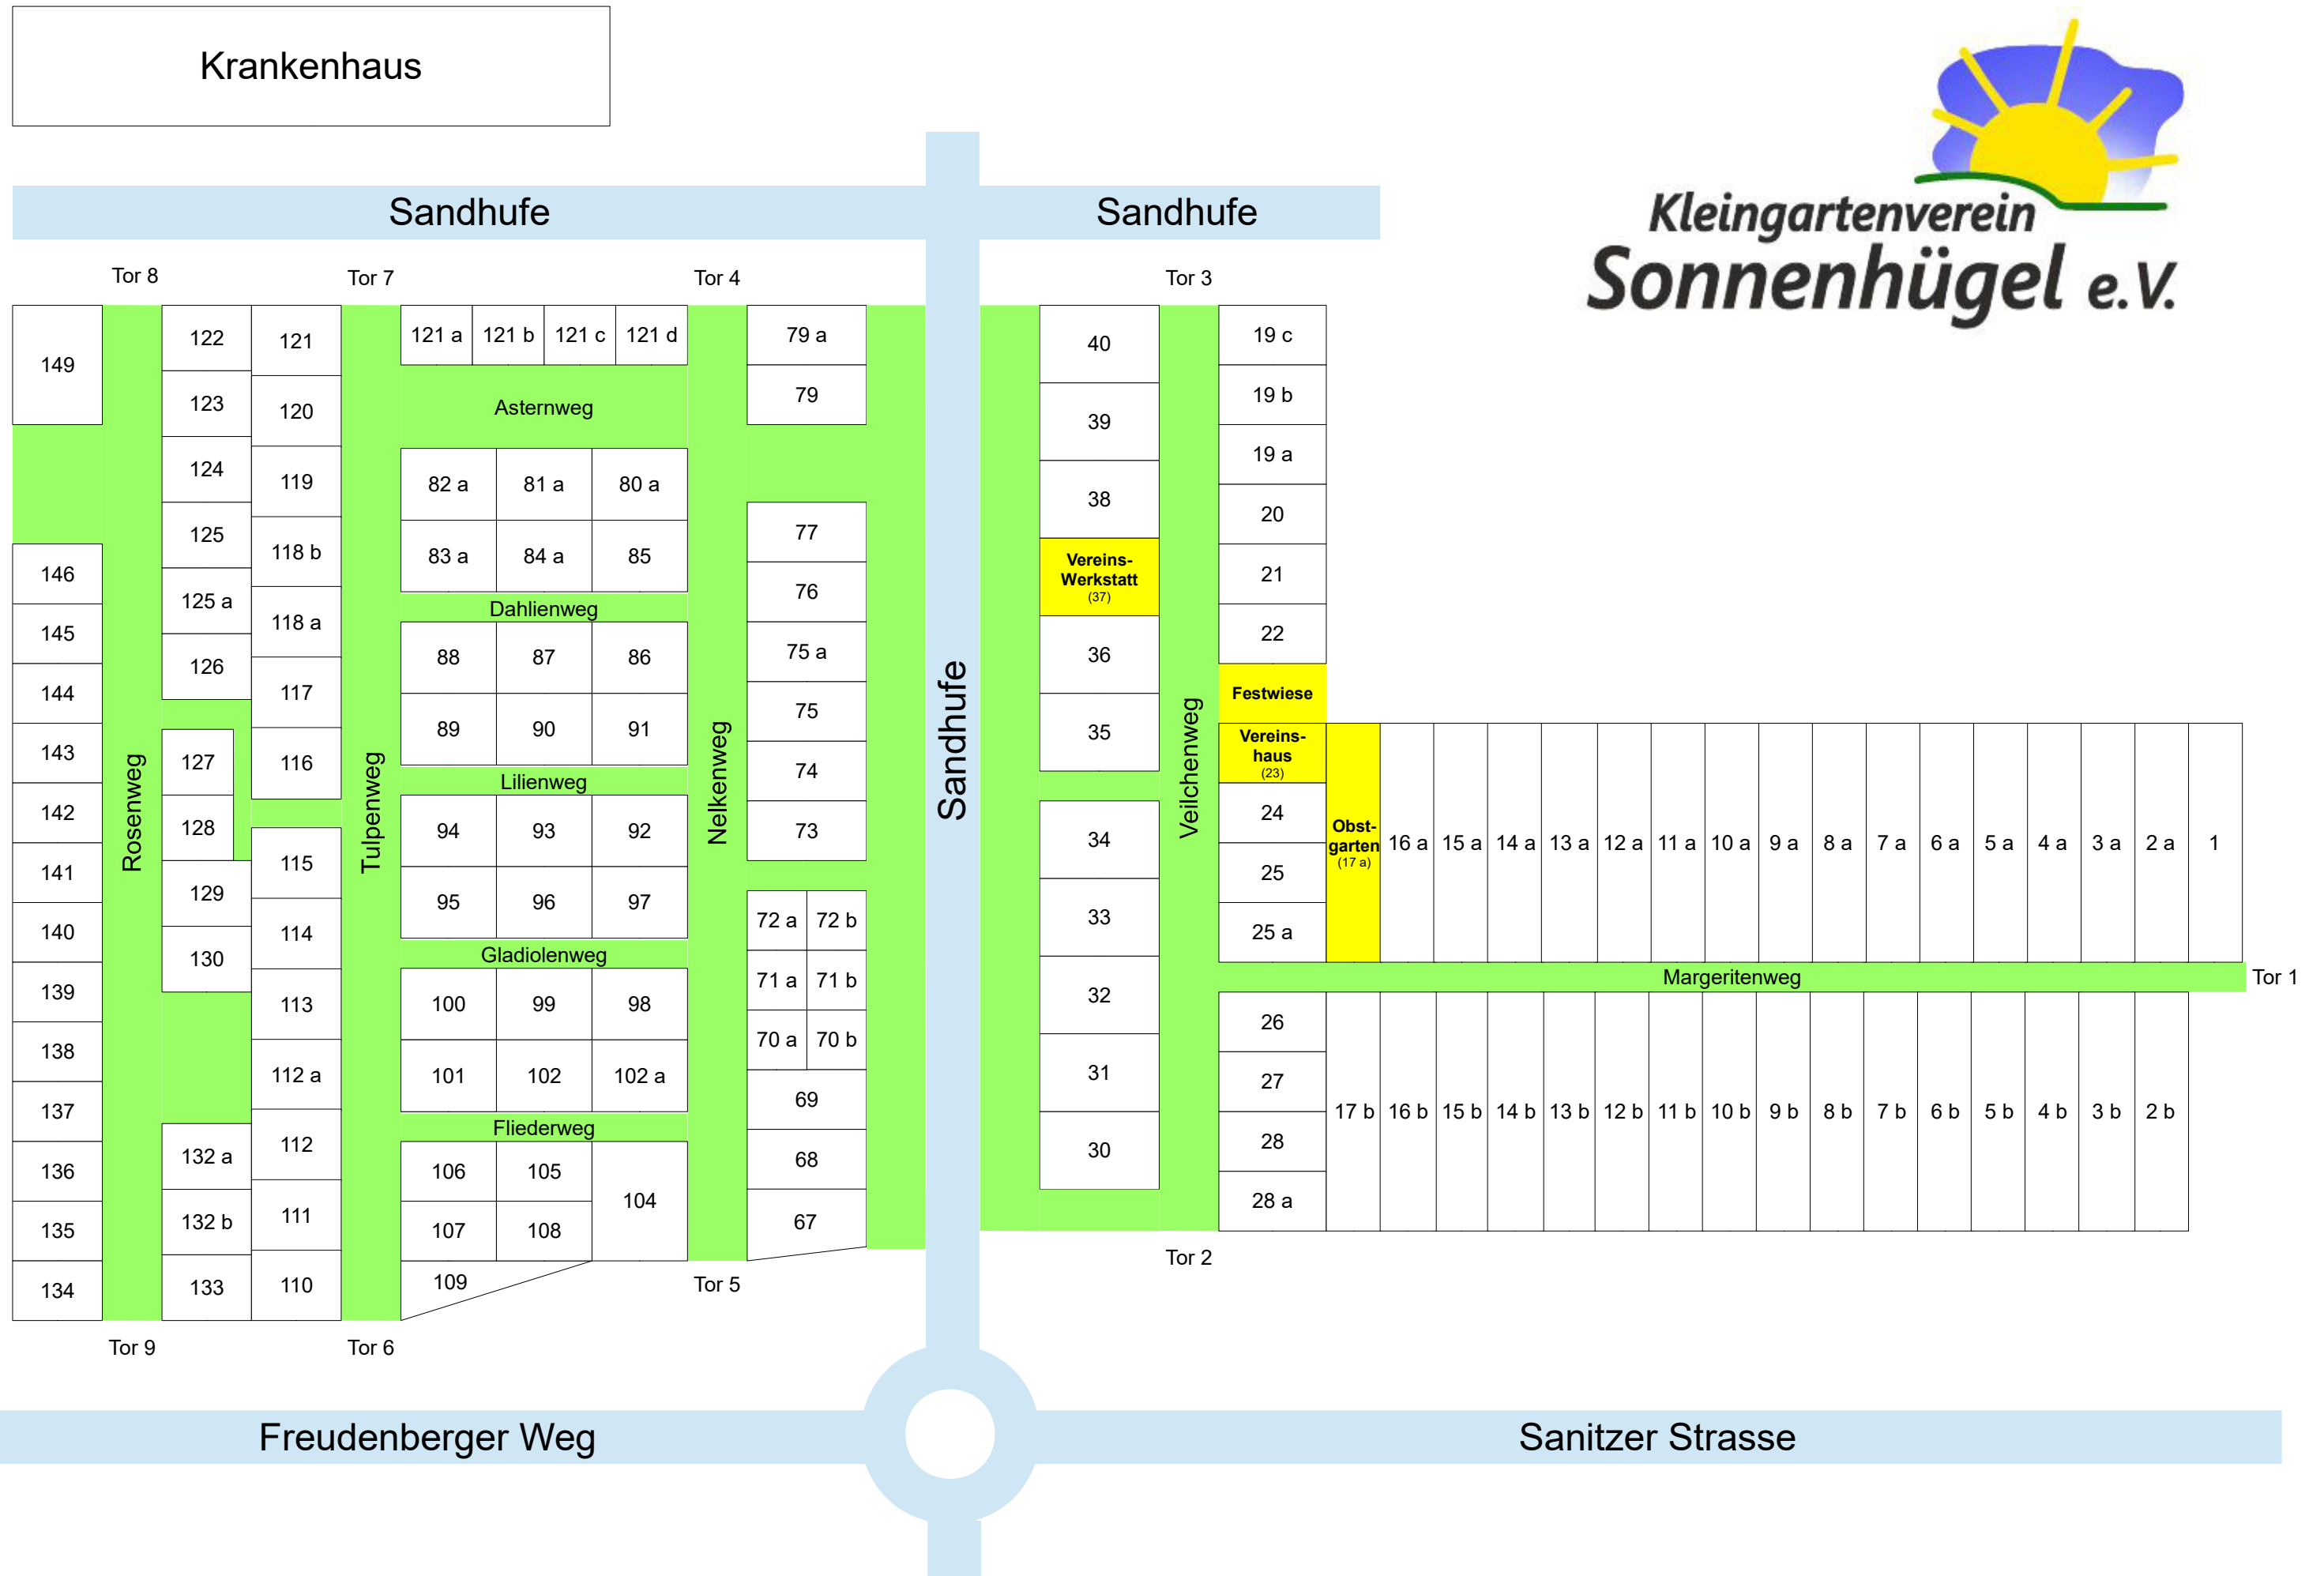 Krankenhaus
Kleingartenverein
Sonnenhügel e.V.
Sandhufe
Sandhufe
Tor 8
Tor 7
Tor 4
Tor 3
149
146
145
144
143
142
141
140
139
138
137
136
135
134
Rosenweg
122
123
124
125
125 a
126
127
128
129
130
132 a
132 b
133
121
120
119
118 b
118 a
117
116
115
114
113
112 a
112
111
110
Tulpenweg
121 a 121 b 121 c 121 d
Asternweg
82 a 81 a 80 a
83 a 84 a 85
Dahlienweg
88 87 86
89 90 91
Lilienweg
94 93 92
95 96 97
Gladiolenweg
100 99 98
101 102 102 a
Fliederweg
106 105
104
107 108
109
Nelkenweg
79 a
79
77
76
75 a
75
74
73
72 a 72 b
71 a 71 b
70 a 70 b
69
68
67
Sandhufe
40
39
38
Vereins-
Werkstatt
(37)
36
35
34
33
32
31
30
Veilchenweg
19 c
19 b
19 a
20
21
22
Festwiese
Vereins-
haus
(23)
24
25
25 a
Obst-
garten
(17 a)
16 a 15 a 14 a 13 a 12 a 11 a 10 a 9 a 8 a 7 a 6 a 5 a 4 a 3 a 2 a 1
Margeritenweg
Tor 1
26
27
28
28 a
17 b 16 b 15 b 14 b 13 b 12 b 11 b 10 b 9 b 8 b 7 b 6 b 5 b 4 b 3 b 2 b
Tor 9
Tor 6
Tor 5
Tor 2
Freudenberger Weg
Sanitzer Strasse